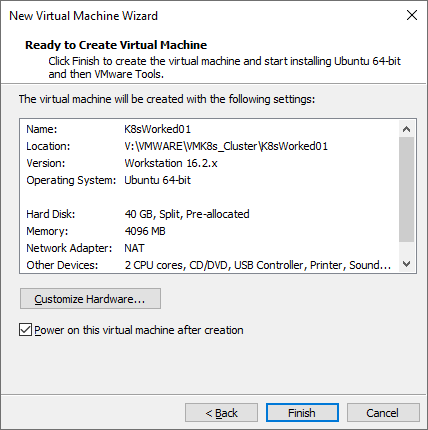 New Virtual Machine Wizard
Ready to Create Virtual Machine
Click Finish to create the virtual machine and start installing Ubuntu 64-bit
and then VMware Tools.
The virtual machine will be created with the following settings:
Name: K8sWorked01
Location: V:\VMWARE\VMK8s_Cluster\K8sWorked01
Version: Workstation 16.2.x
Operating System: Ubuntu 64-bit
Hard Disk: 40 GB, Split, Pre-allocated
Memory: 4096 MB
Network Adapter: NAT
Other Devices: 2 CPU cores, CD/DVD, USB Controller, Printer, Sound...
Customize Hardware...
Power on this virtual machine after creation
< Back Finish Cancel